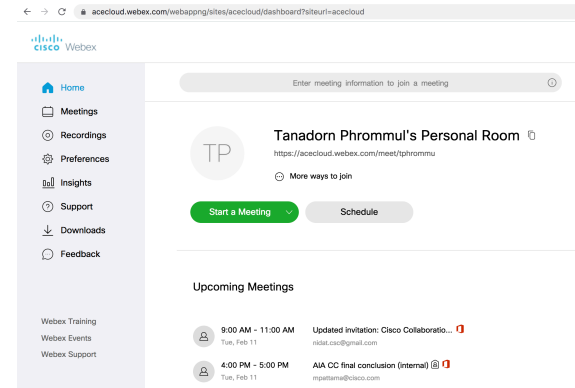 acecloud.webex.com/webappng/sites/acecloud/dashboard?siteurl=acecloud
CISCO Webex
Enter meeting information to join a meeting
Home
Meetings
Recordings
Preferences
Insights
Support
Downloads
Feedback
Webex Training
Webex Events
Webex Support
TP
Tanadorn Phrommul's Personal Room
https://acecloud.webex.com/meet/tphrommu
More ways to join
Start a Meeting
Schedule
Upcoming Meetings
9:00 AM - 11:00 AM Updated invitation: Cisco Collaboratio...
Tue, Feb 11 nidat.csc@gmail.com
4:00 PM - 5:00 PM AIA CC final conclusion (internal)
Tue, Feb 11 mpattama@cisco.com